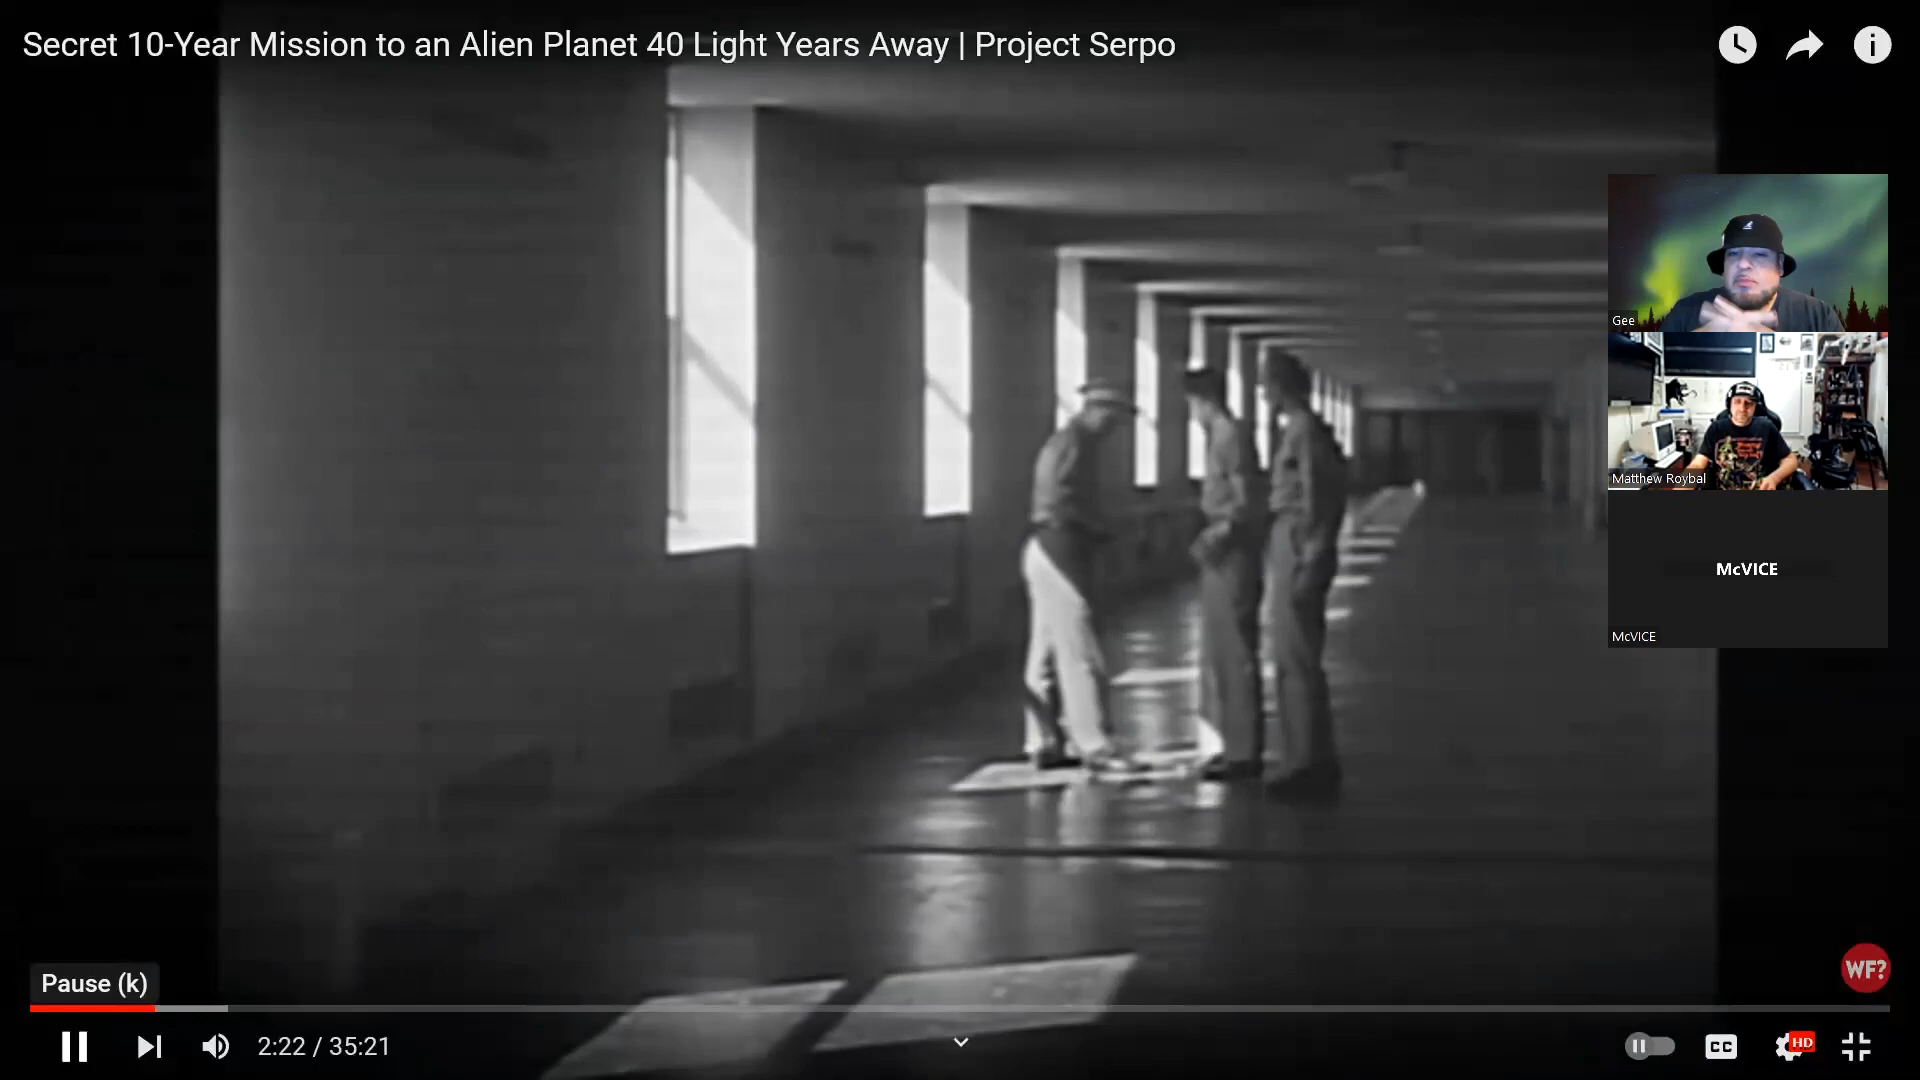 Secret 10-Year Mission to an Alien Planet 40 Light Years Away | Project Serpo
Gee
Matthew Roybal
McVICE
McVICE
WF?
Pause (k)
2:22 / 35:21
CC
HD